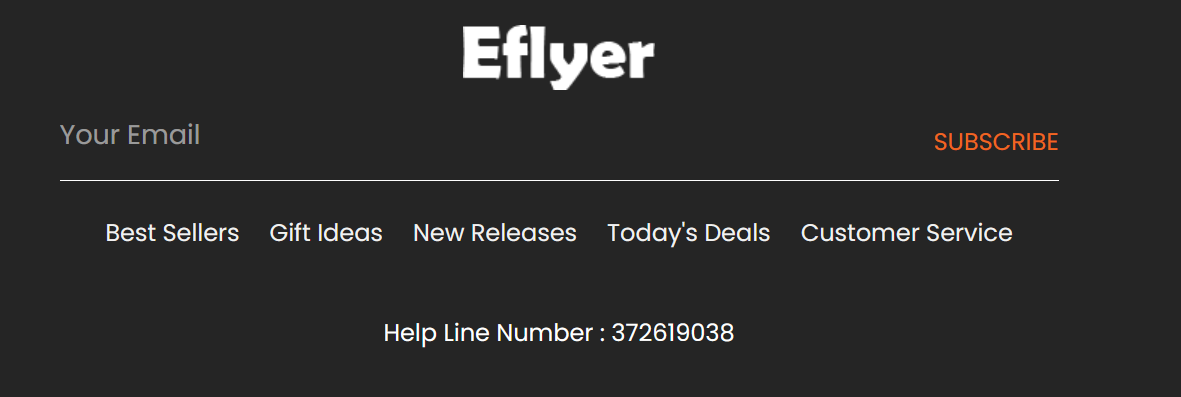 Eflyer
Your Email
SUBSCRIBE
Best Sellers Gift Ideas New Releases Today's Deals Customer Service
Help Line Number : 372619038